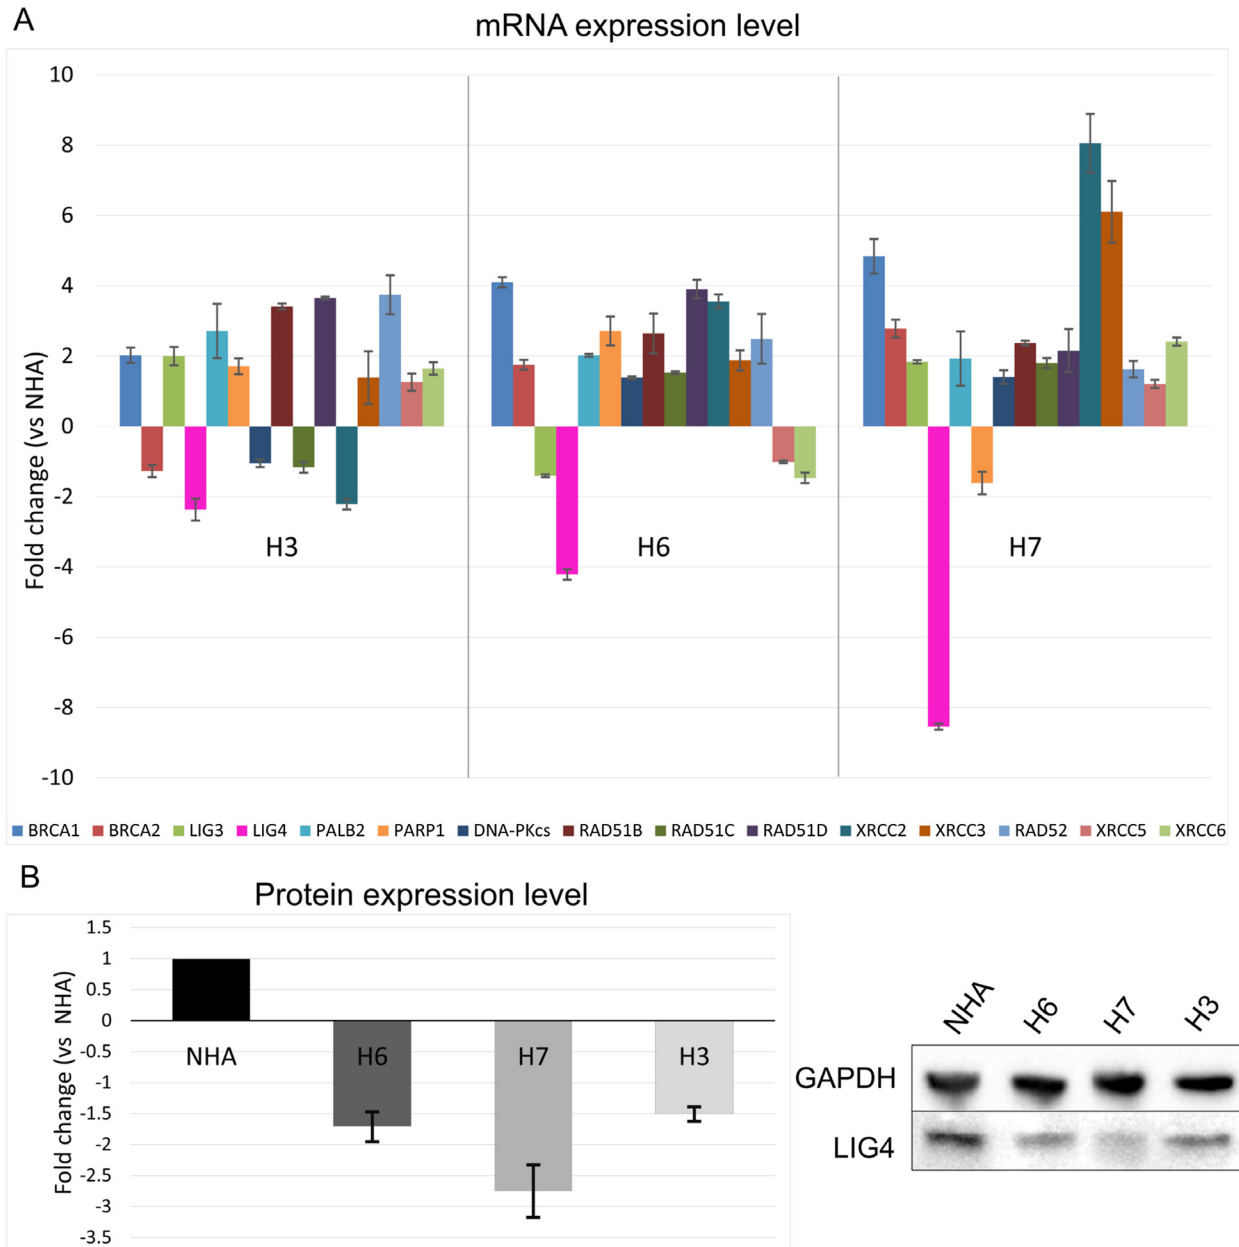 A
mRNA expression level
Fold change (vs NHA)
10
8
6
4
2
0
-2
-4
-6
-8
-10
H3
H6
H7
BRCA1 BRCA2 LIG3 LIG4 PALB2 PARP1 DNA-PKcs RAD51B RAD51C RAD51D XRCC2 XRCC3 RAD52 XRCC5 XRCC6
B
Protein expression level
Fold change (vs NHA)
1.5
1
0.5
0
-0.5
-1
-1.5
-2
-2.5
-3
-3.5
NHA
H6
H7
H3
NHA
H6
H7
H3
GAPDH
LIG4